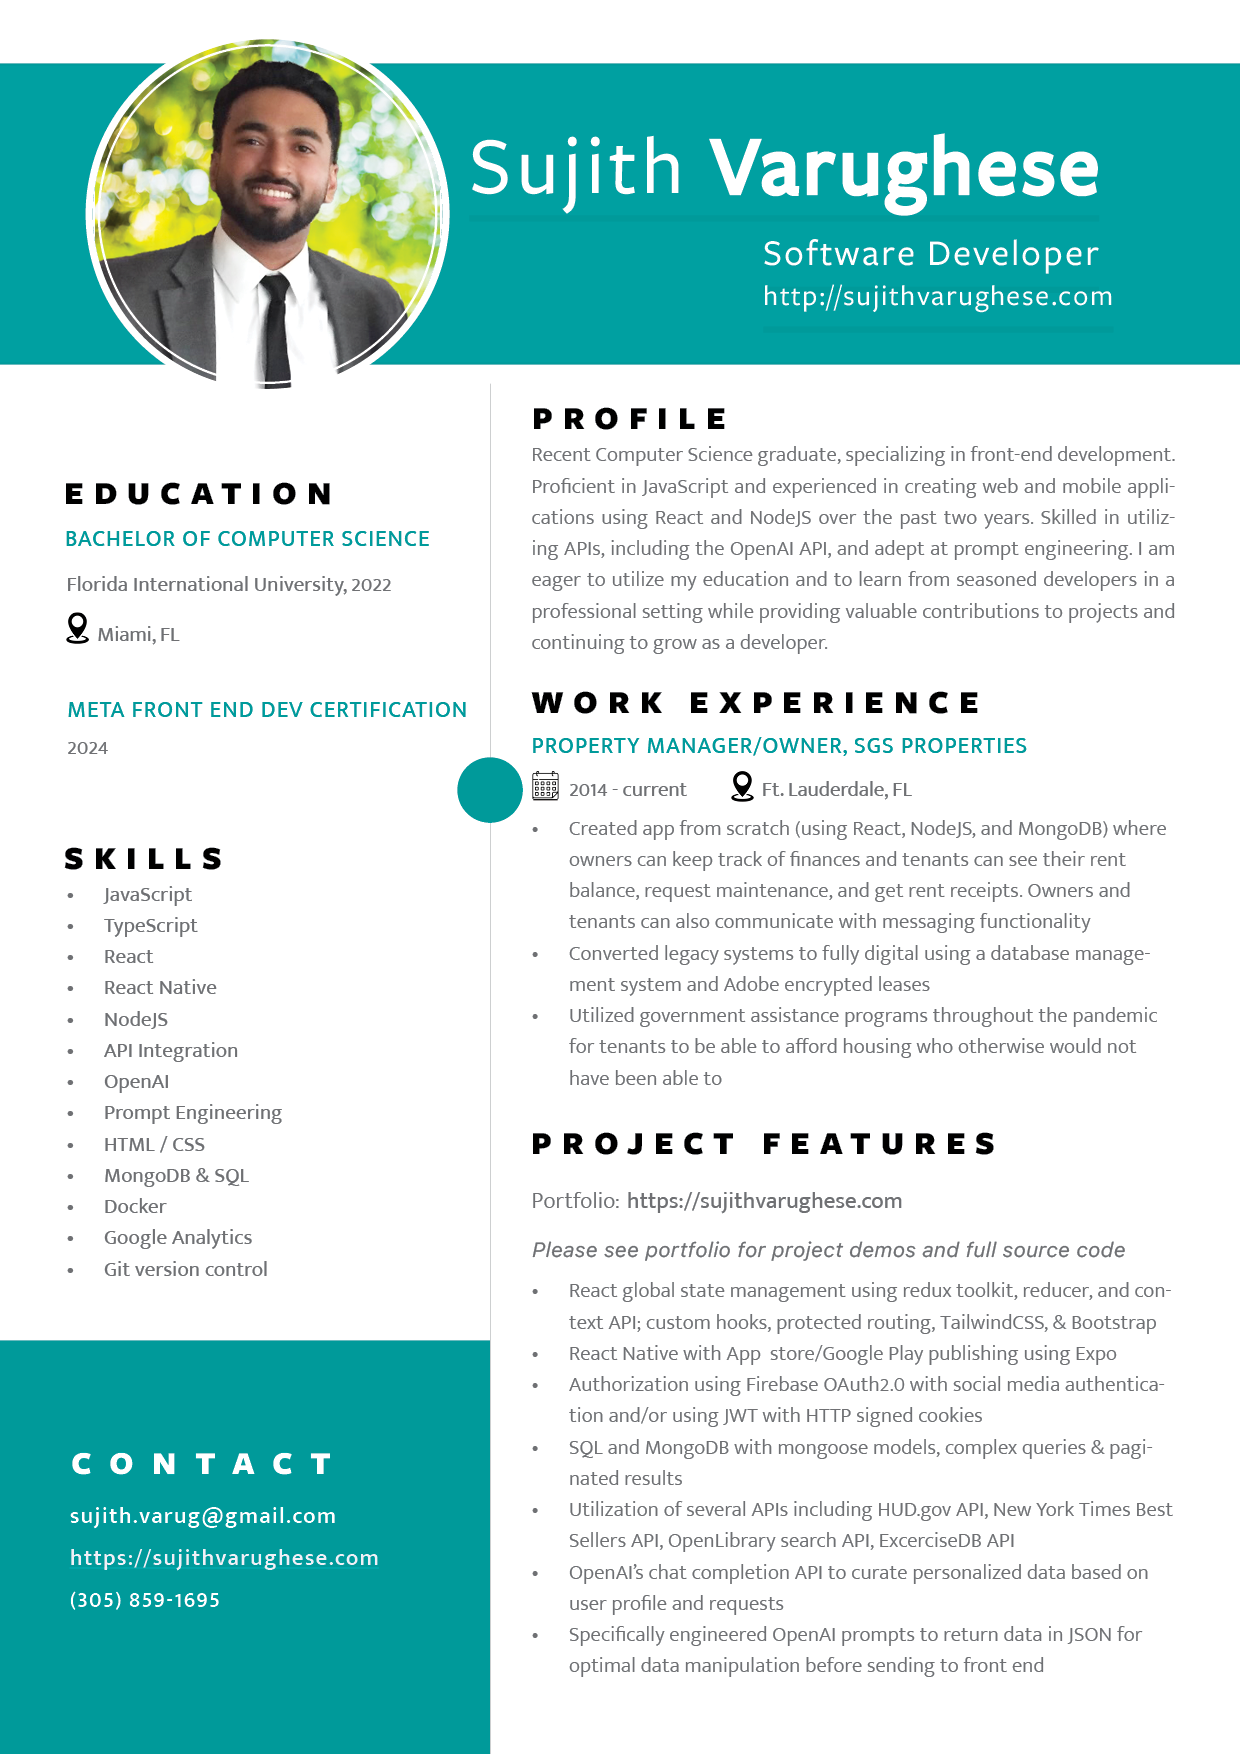 Sujith Varughese
Software Developer
http://sujithvarughese.com
EDUCATION
BACHELOR OF COMPUTER SCIENCE
Florida International University, 2022
Miami, FL
META FRONT END DEV CERTIFICATION
2024
SKILLS
• JavaScript
• TypeScript
• React
• React Native
• NodeJS
• API Integration
• OpenAI
• Prompt Engineering
• HTML / CSS
• MongoDB & SQL
• Docker
• Google Analytics
• Git version control
CONTACT
sujith.varug@gmail.com
https://sujithvarughese.com
(305) 859-1695
PROFILE
Recent Computer Science graduate, specializing in front-end development.
Proficient in JavaScript and experienced in creating web and mobile appli-
cations using React and NodeJS over the past two years. Skilled in utiliz-
ing APIs, including the OpenAI API, and adept at prompt engineering. I am
eager to utilize my education and to learn from seasoned developers in a
professional setting while providing valuable contributions to projects and
continuing to grow as a developer.
WORK EXPERIENCE
PROPERTY MANAGER/OWNER, SGS PROPERTIES
2014 - current Ft. Lauderdale, FL
• Created app from scratch (using React, NodeJS, and MongoDB) where
owners can keep track of finances and tenants can see their rent
balance, request maintenance, and get rent receipts. Owners and
tenants can also communicate with messaging functionality
• Converted legacy systems to fully digital using a database manage-
ment system and Adobe encrypted leases
• Utilized government assistance programs throughout the pandemic
for tenants to be able to afford housing who otherwise would not
have been able to
PROJECT FEATURES
Portfolio: https://sujithvarughese.com
Please see portfolio for project demos and full source code
• React global state management using redux toolkit, reducer, and con-
text API; custom hooks, protected routing, TailwindCSS, & Bootstrap
• React Native with App store/Google Play publishing using Expo
• Authorization using Firebase OAuth2.0 with social media authentica-
tion and/or using JWT with HTTP signed cookies
• SQL and MongoDB with mongoose models, complex queries & pagi-
nated results
• Utilization of several APIs including HUD.gov API, New York Times Best
Sellers API, OpenLibrary search API, ExcerciseDB API
• OpenAI’s chat completion API to curate personalized data based on
user profile and requests
• Specifically engineered OpenAI prompts to return data in JSON for
optimal data manipulation before sending to front end